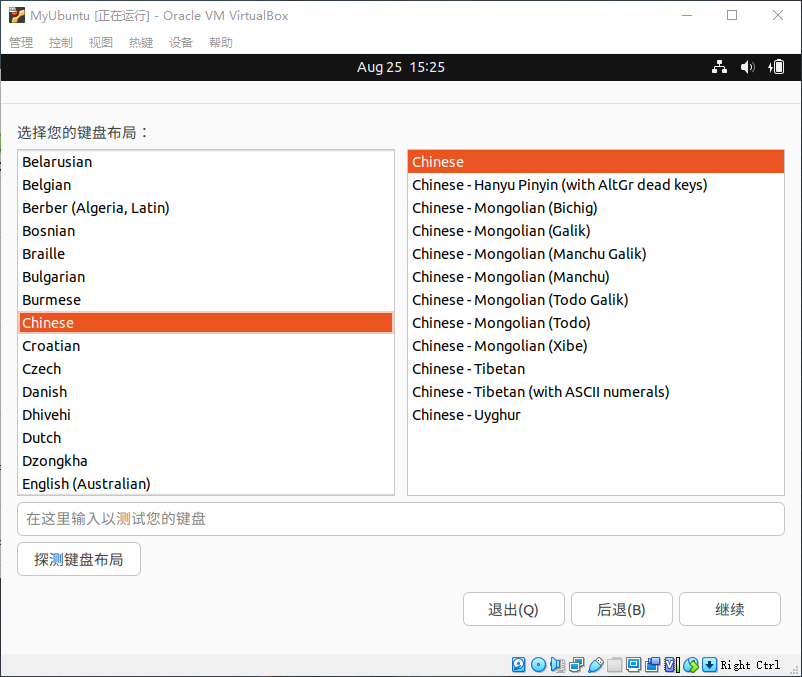 MyUbuntu [正在运行] - Oracle VM VirtualBox
管理 控制 视图 热键 设备 帮助
Aug 25 15:25
选择您的键盘布局：
Belarusian
Belgian
Berber (Algeria, Latin)
Bosnian
Braille
Bulgarian
Burmese
Chinese
Croatian
Czech
Danish
Dhivehi
Dutch
Dzongkha
English (Australian)
Chinese
Chinese - Hanyu Pinyin (with AltGr dead keys)
Chinese - Mongolian (Bichig)
Chinese - Mongolian (Galik)
Chinese - Mongolian (Manchu Galik)
Chinese - Mongolian (Manchu)
Chinese - Mongolian (Todo Galik)
Chinese - Mongolian (Todo)
Chinese - Mongolian (Xibe)
Chinese - Tibetan
Chinese - Tibetan (with ASCII numerals)
Chinese - Uyghur
在这里输入以测试您的键盘
探测键盘布局
退出(Q) 后退(B) 继续
Right Ctrl